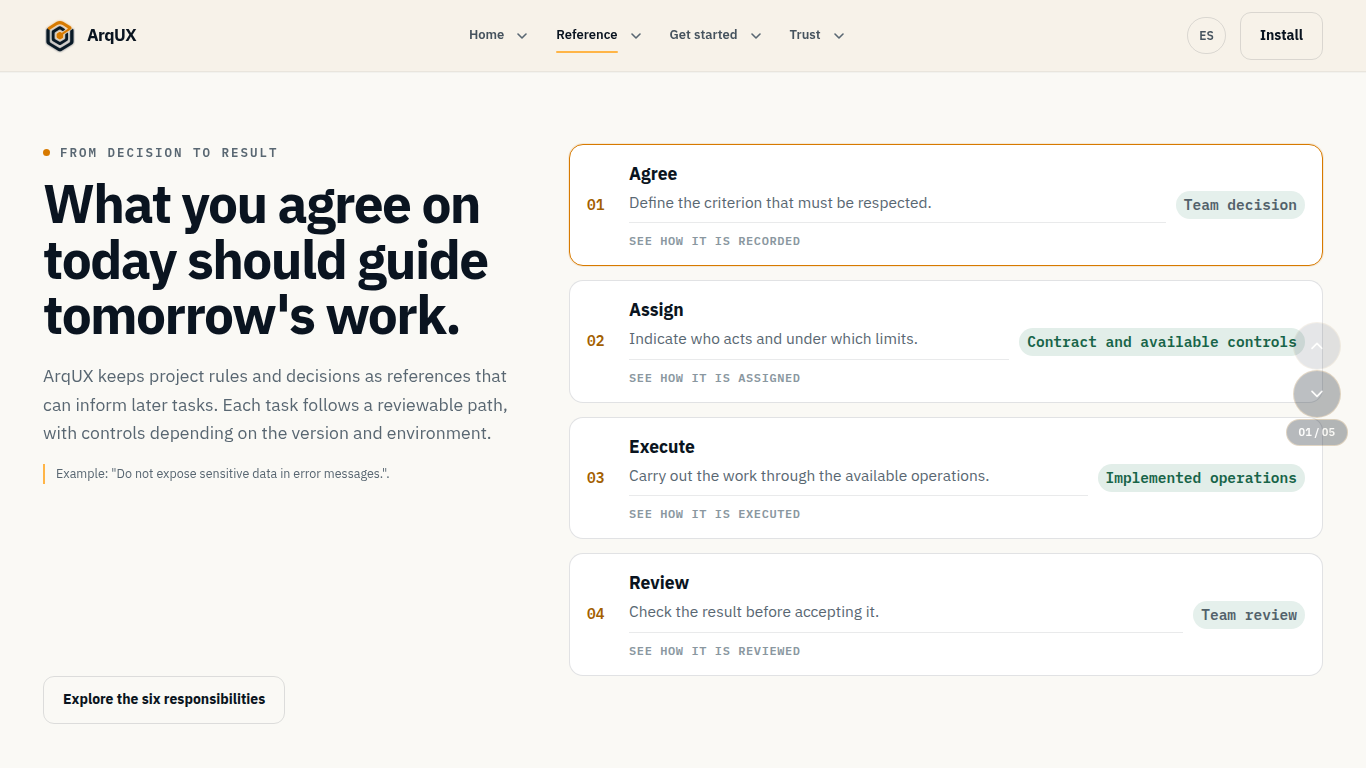 ArqUX
Home
Reference
Get started
Trust
ES
Install
FROM DECISION TO RESULT
What you agree on
today should guide
tomorrow's work.
ArqUX keeps project rules and decisions as references that
can inform later tasks. Each task follows a reviewable path,
with controls depending on the version and environment.
Example: "Do not expose sensitive data in error messages.".
Explore the six responsibilities
01
Agree
Define the criterion that must be respected.
Team decision
SEE HOW IT IS RECORDED
02
Assign
Indicate who acts and under which limits.
Contract and available controls
SEE HOW IT IS ASSIGNED
03
Execute
Carry out the work through the available operations.
Implemented operations
SEE HOW IT IS EXECUTED
04
Review
Check the result before accepting it.
Team review
SEE HOW IT IS REVIEWED
01 / 05